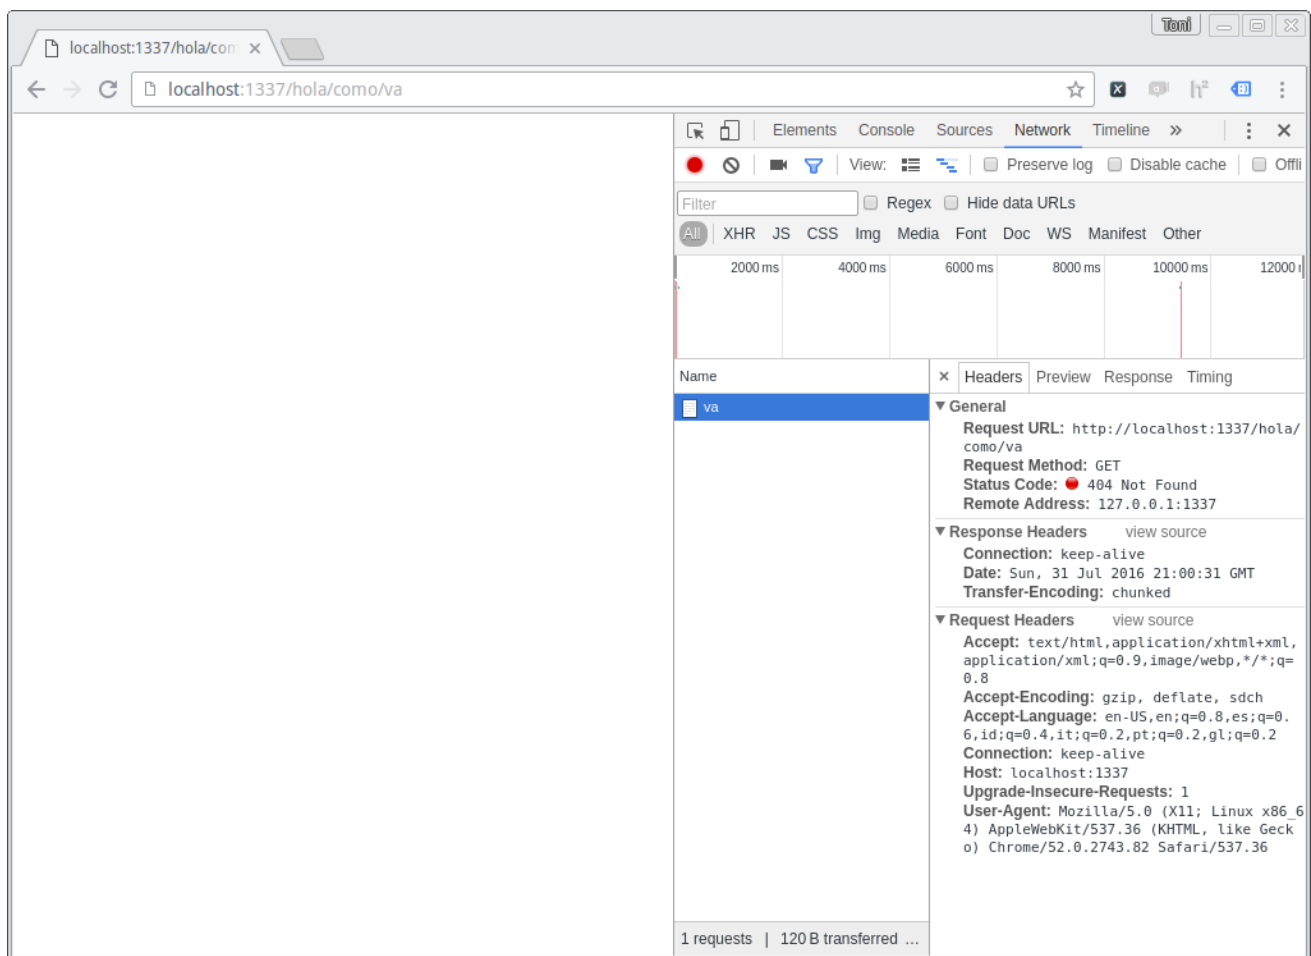 Toni
localhost:1337/hola/com
localhost:1337/hola/como/va
Elements Console Sources Network Timeline »
View: Preserve log Disable cache Offli
Filter Regex Hide data URLs
All XHR JS CSS Img Media Font Doc WS Manifest Other
2000 ms 4000 ms 6000 ms 8000 ms 10000 ms 12000
Name
va
1 requests | 120 B transferred ...
× Headers Preview Response Timing
General
Request URL: http://localhost:1337/hola/
como/va
Request Method: GET
Status Code: 404 Not Found
Remote Address: 127.0.0.1:1337
Response Headers view source
Connection: keep-alive
Date: Sun, 31 Jul 2016 21:00:31 GMT
Transfer-Encoding: chunked
Request Headers view source
Accept: text/html,application/xhtml+xml,
application/xml;q=0.9,image/webp,*/*;q=
0.8
Accept-Encoding: gzip, deflate, sdch
Accept-Language: en-US,en;q=0.8,es;q=0.
6,id;q=0.4,it;q=0.2,pt;q=0.2,gl;q=0.2
Connection: keep-alive
Host: localhost:1337
Upgrade-Insecure-Requests: 1
User-Agent: Mozilla/5.0 (X11; Linux x86_6
4) AppleWebKit/537.36 (KHTML, like Geck
o) Chrome/52.0.2743.82 Safari/537.36